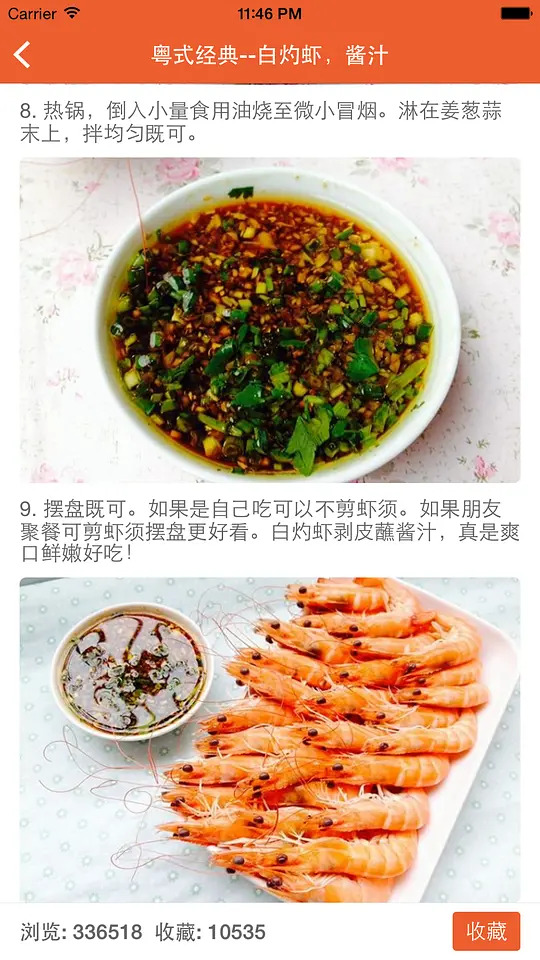 Carrier 11:46 PM
粤式经典--白灼虾，酱汁
8. 热锅，倒入小量食用油烧至微小冒烟。淋在姜葱蒜
末上，拌均匀既可。
9. 摆盘既可。如果是自己吃可以不剪虾须。如果朋友
聚餐可剪虾须摆盘更好看。白灼虾剥皮蘸酱汁，真是爽
口鲜嫩好吃！
浏览: 336518 收藏: 10535 收藏